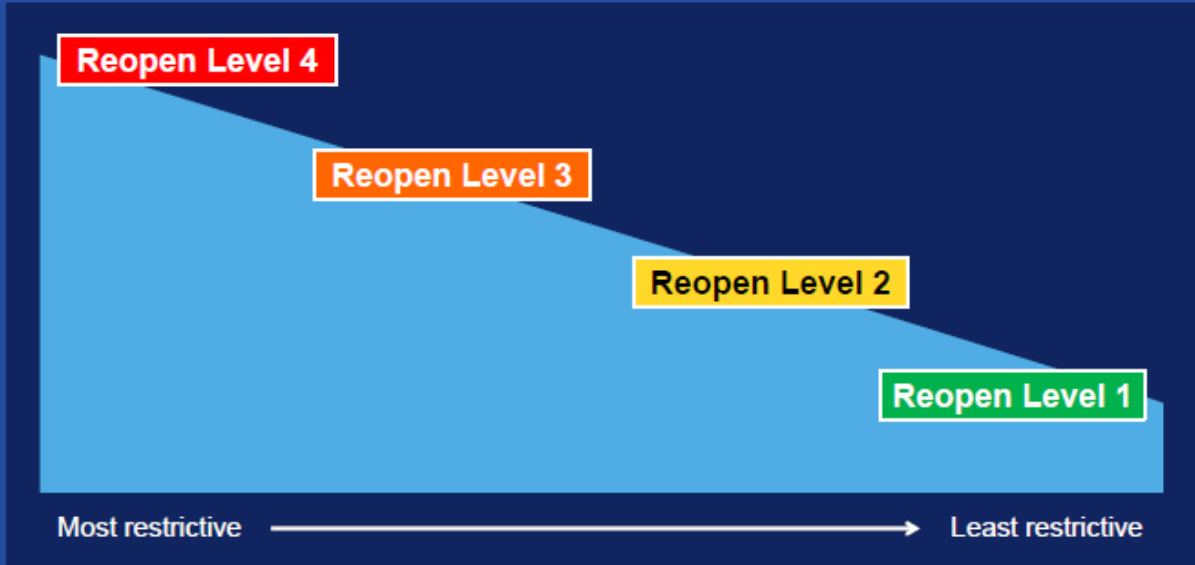 Reopen Level 4
Reopen Level 3
Reopen Level 2
Reopen Level 1
Most restrictive
Least restrictive